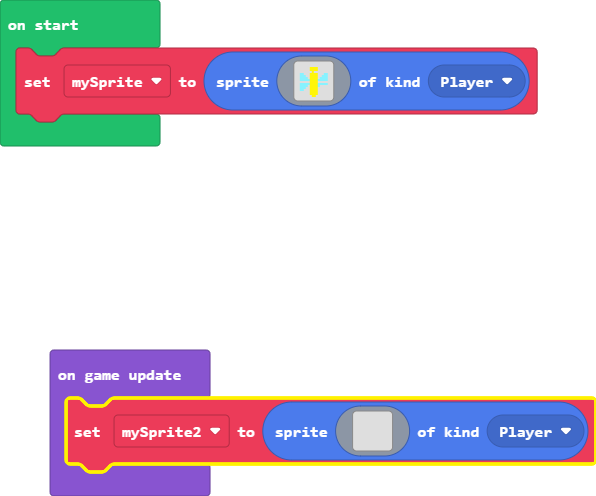 on start
set mySprite to sprite of kind Player
on game update
set mySprite2 to sprite of kind Player